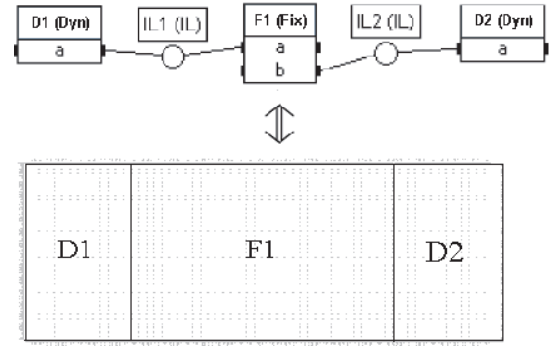 D1 (Dyn)
IL1 (IL)
F1 (Fix)
IL2 (IL)
D2 (Dyn)
a
a
a
b
D1
F1
D2